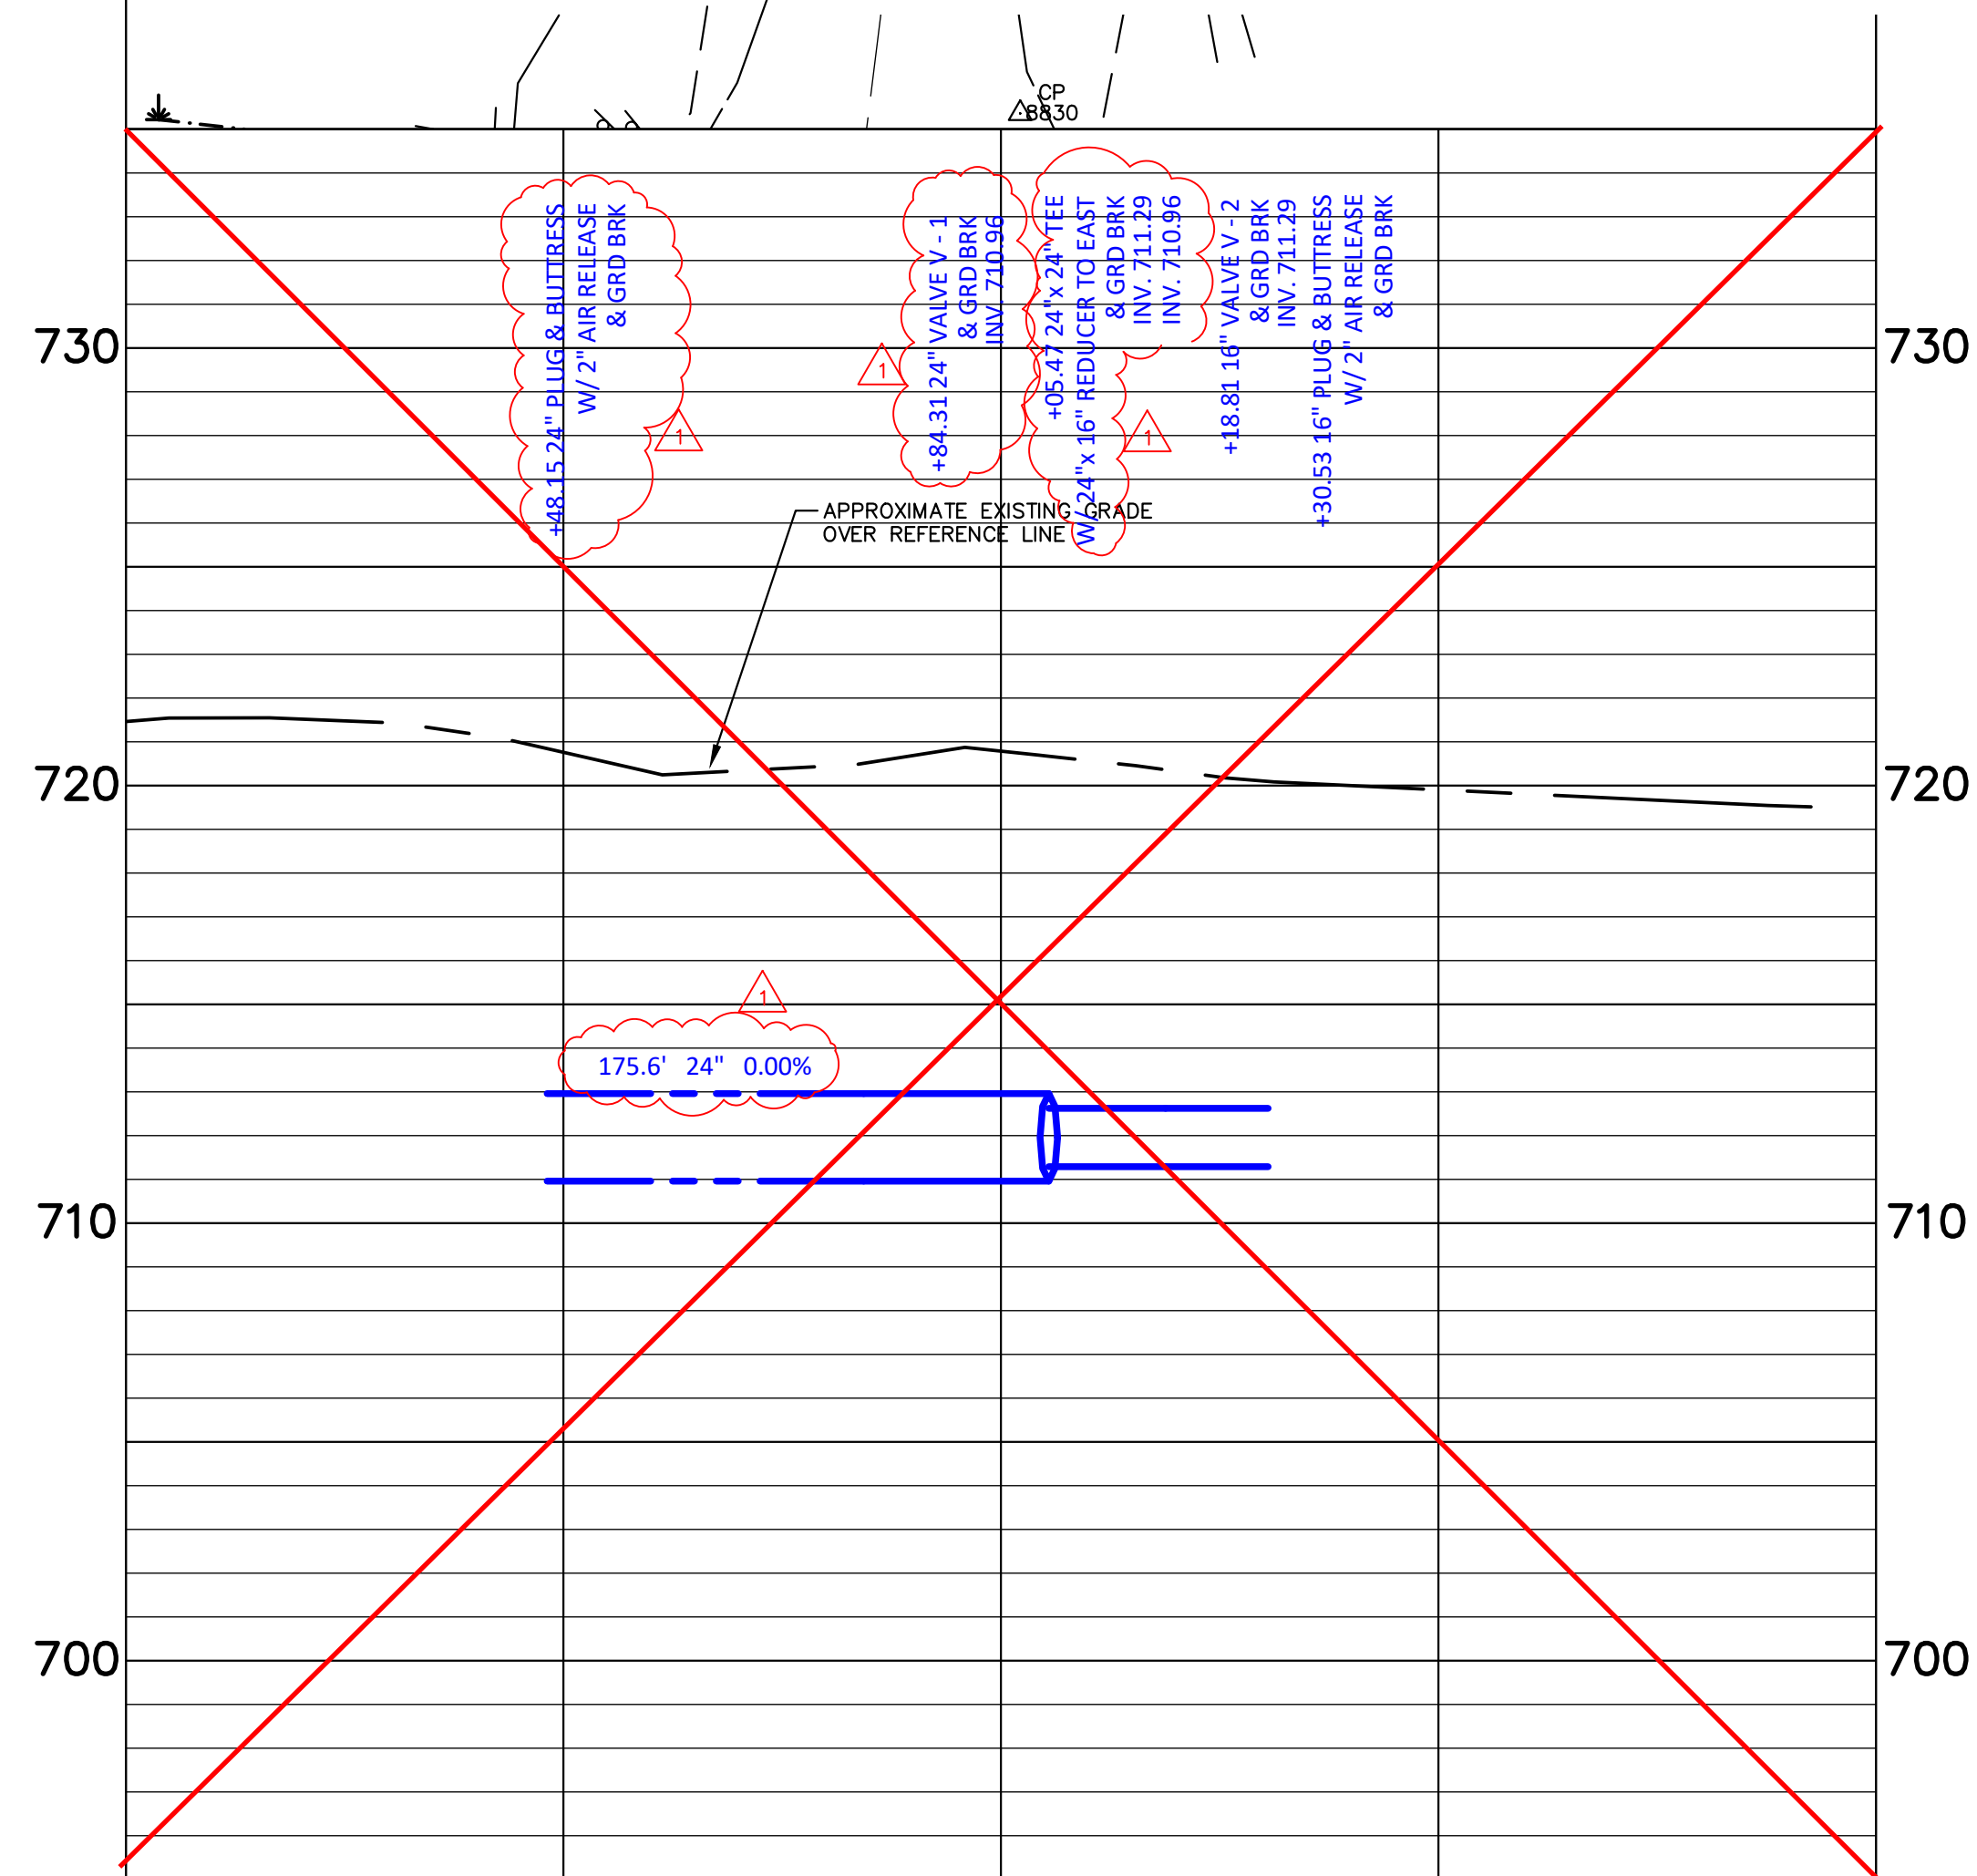 CP
8830
+48.15 24" PLUG & BUTTRESS
W/ 2" AIR RELEASE
& GRD BRK
1
+84.31 24" VALVE V - 1
& GRD BRK
INV. 710.96
1
+05.47 24"x 24" TEE
W/ 24"x 16" REDUCER TO EAST
& GRD BRK
INV. 711.29
INV. 710.96
1
+18.81 16" VALVE V - 2
& GRD BRK
INV. 711.29
+30.53 16" PLUG & BUTTRESS
W/ 2" AIR RELEASE
& GRD BRK
730 730
APPROXIMATE EXISTING GRADE
OVER REFERENCE LINE
720 720
1
175.6' 24" 0.00%
710 710
700 700